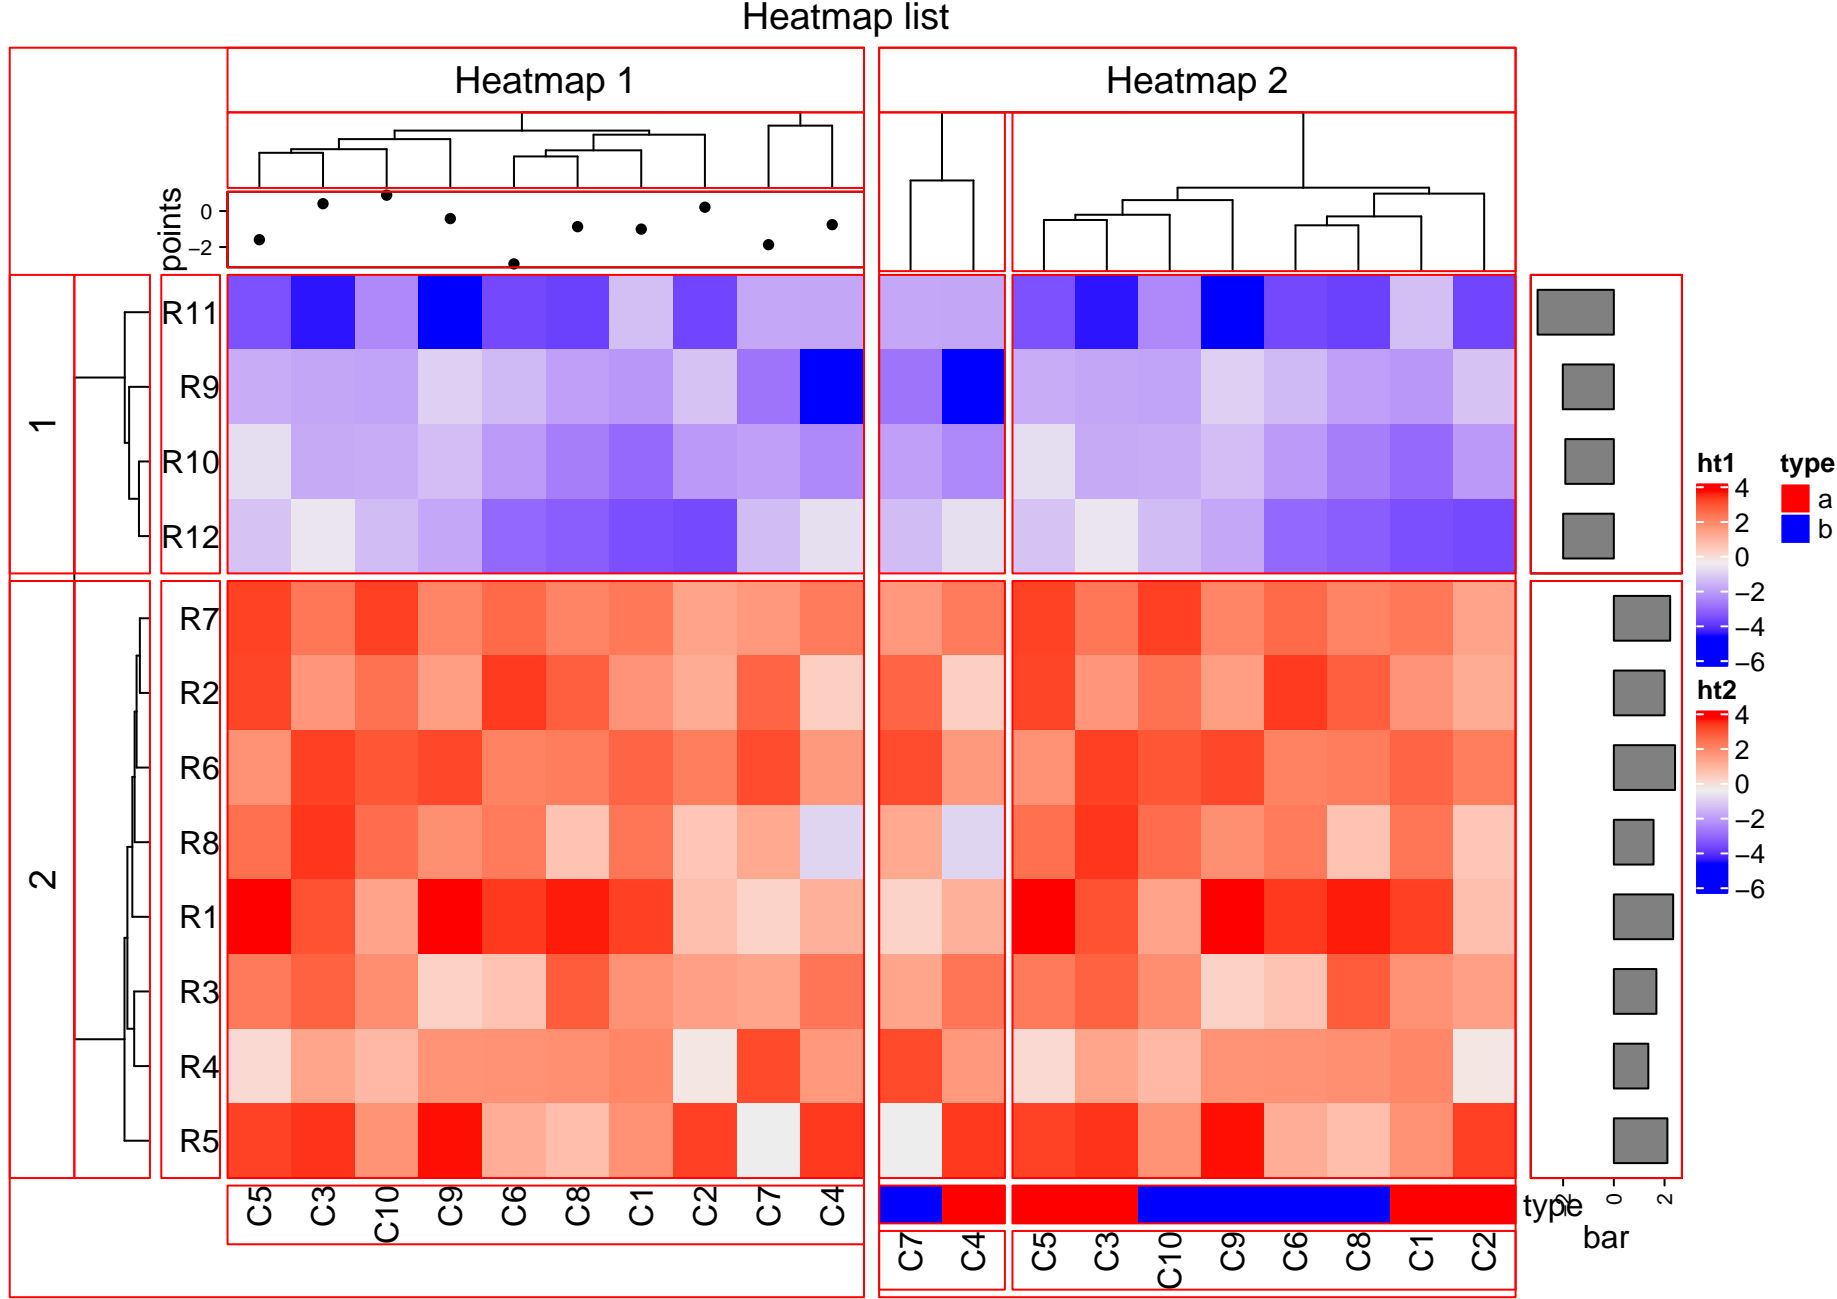 Heatmap list
Heatmap 1
Heatmap 2
points
0
−2
1
R11
R9
R10
R12
2
R7
R2
R6
R8
R1
R3
R4
R5
C5 C3 C10 C9 C6 C8 C1 C2 C7 C4
type
C7 C4 C5 C3 C10 C9 C6 C8 C1 C2
−2 0 2
bar
ht1
4
2
0
−2
−4
−6
type
a
b
ht2
4
2
0
−2
−4
−6